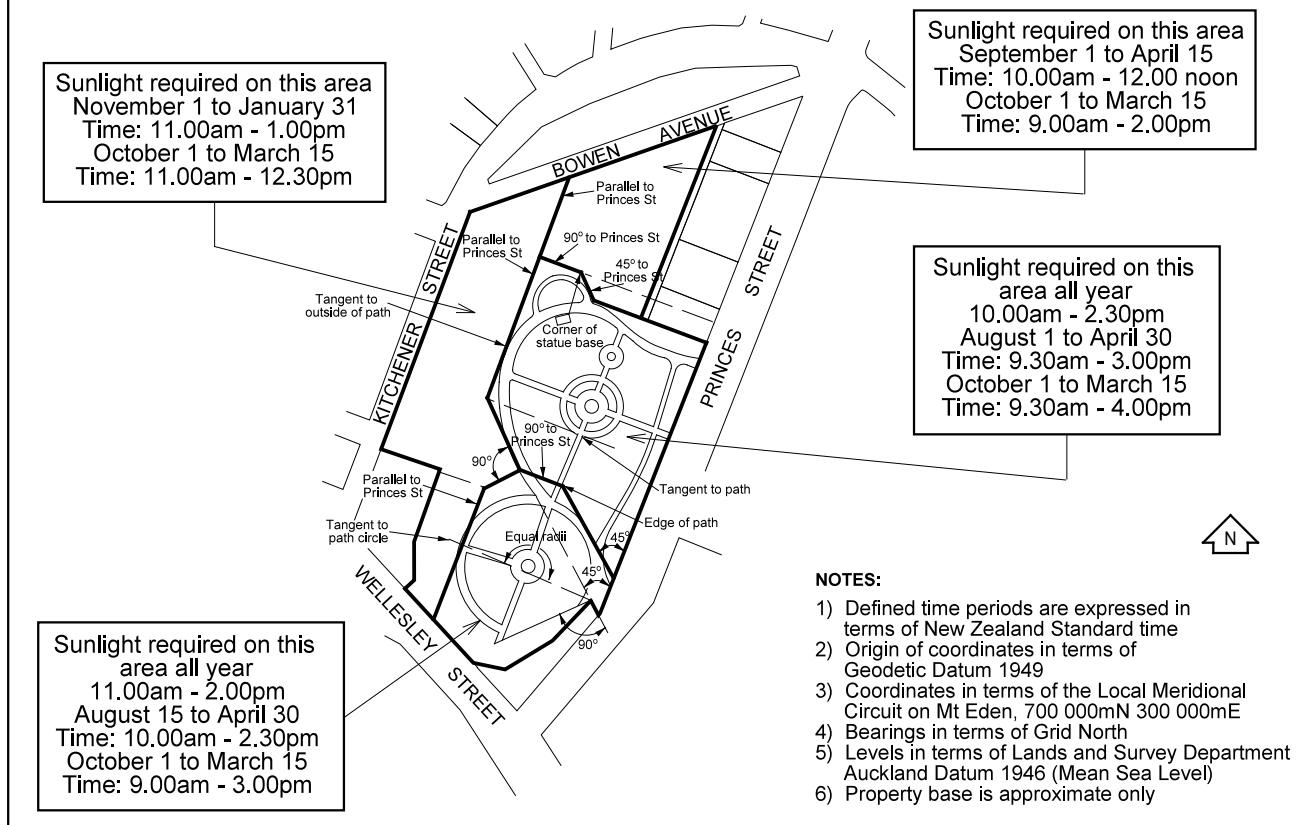 Sunlight required on this area
November 1 to January 31
Time: 11.00am - 1.00pm
October 1 to March 15
Time: 11.00am - 12.30pm
Sunlight required on this area
September 1 to April 15
Time: 10.00am - 12.00 noon
October 1 to March 15
Time: 9.00am - 2.00pm
BOWEN AVENUE
Parallel to
Princes St
90° to Princes St
Parallel to
Princes St
45° to
Princes St
KITCHENER STREET
Tangent to
outside of path
Corner of
statue base
PRINCES STREET
Sunlight required on this
area all year
10.00am - 2.30pm
August 1 to April 30
Time: 9.30am - 3.00pm
October 1 to March 15
Time: 9.30am - 4.00pm
90° to
Princes St
90°
Parallel to
Princes St
Tangent to path
Tangent to
path circle
Edge of path
Equal radii
45°
45°
90°
WELLESLEY STREET
N
Sunlight required on this
area all year
11.00am - 2.00pm
August 15 to April 30
Time: 10.00am - 2.30pm
October 1 to March 15
Time: 9.00am - 3.00pm
NOTES:
1) Defined time periods are expressed in
terms of New Zealand Standard time
2) Origin of coordinates in terms of
Geodetic Datum 1949
3) Coordinates in terms of the Local Meridional
Circuit on Mt Eden, 700 000mN 300 000mE
4) Bearings in terms of Grid North
5) Levels in terms of Lands and Survey Department
Auckland Datum 1946 (Mean Sea Level)
6) Property base is approximate only